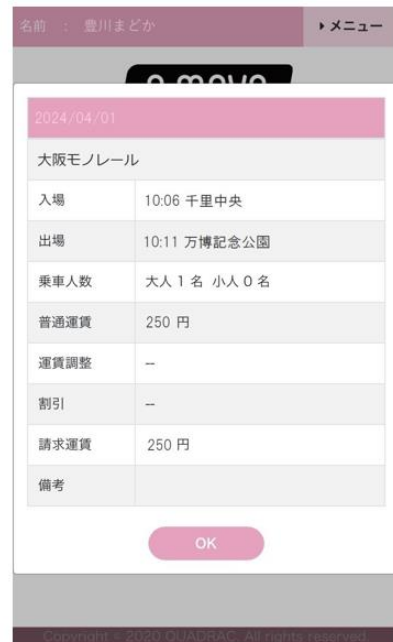 名前 : 豊川まどか
▸メニュー
2024/04/01
大阪モノレール
入場 10:06 千里中央
出場 10:11 万博記念公園
乗車人数 大人 1 名 小人 0 名
普通運賃 250 円
運賃調整 --
割引 --
請求運賃 250 円
備考
OK
Copyright © 2020 QUADRAC. All rights reserved